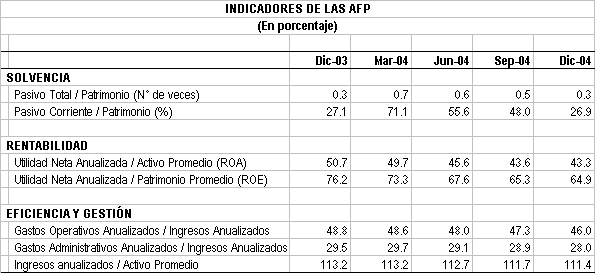 INDICADORES DE LAS AFP
(En porcentaje)
Dic-03 Mar-04 Jun-04 Sep-04 Dic-04
SOLVENCIA
Pasivo Total / Patrimonio (N° de veces) 0.3 0.7 0.6 0.5 0.3
Pasivo Corriente / Patrimonio (%) 27.1 71.1 55.6 48.0 26.9
RENTABILIDAD
Utilidad Neta Anualizada / Activo Promedio (ROA) 50.7 49.7 45.6 43.6 43.3
Utilidad Neta Anualizada / Patrimonio Promedio (ROE) 76.2 73.3 67.6 65.3 64.9
EFICIENCIA Y GESTIÓN
Gastos Operativos Anualizados / Ingresos Anualizados 48.8 48.6 48.0 47.3 46.0
Gastos Administrativos Anualizados / Ingresos Anualizados 29.5 29.7 29.1 28.9 28.0
Ingresos anualizados / Activo Promedio 113.2 113.2 112.7 111.7 111.4